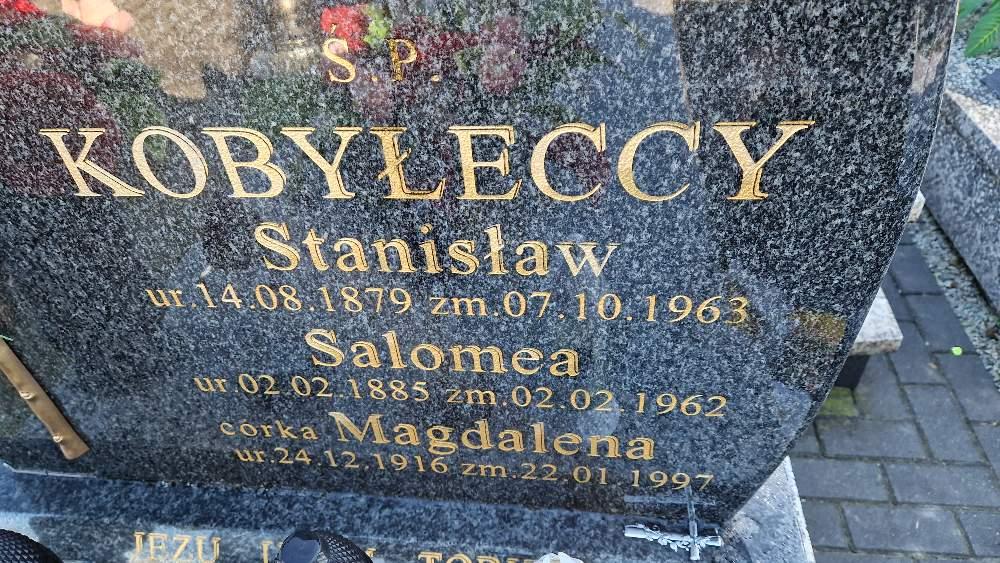 Ś.P.
KOBYŁECCY
Stanisław
ur.14.08.1879 zm.07.10.1963
Salomea
ur.02.02.1885 zm.02.02.1962
corka Magdalena
ur.24.12.1916 zm.22.01 1997
JEZU